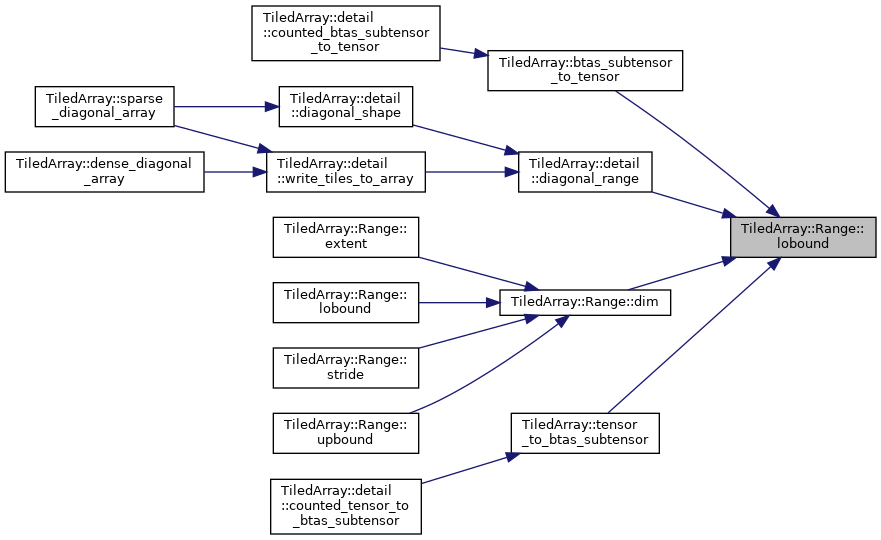 TiledArray::detail
::counted_btas_subtensor
_to_tensor
TiledArray::btas_subtensor
_to_tensor
TiledArray::sparse
_diagonal_array
TiledArray::detail
::diagonal_shape
TiledArray::dense_diagonal
_array
TiledArray::detail
::write_tiles_to_array
TiledArray::detail
::diagonal_range
TiledArray::Range::
lobound
TiledArray::Range::
extent
TiledArray::Range::
lobound
TiledArray::Range::dim
TiledArray::Range::
stride
TiledArray::Range::
upbound
TiledArray::tensor
_to_btas_subtensor
TiledArray::detail
::counted_tensor_to
_btas_subtensor